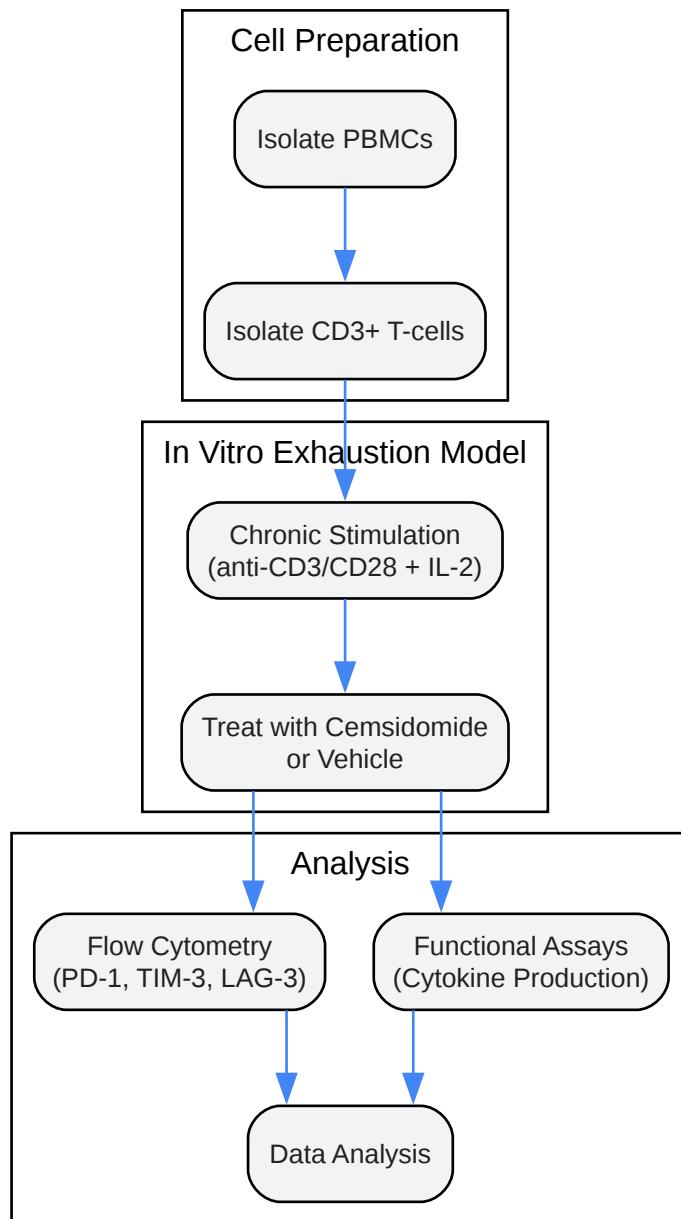 Cell Preparation
Isolate PBMCs
Isolate CD3+ T-cells
In Vitro Exhaustion Model
Chronic Stimulation
(anti-CD3/CD28 + IL-2)
Treat with Cemsidomide
or Vehicle
Analysis
Flow Cytometry
(PD-1, TIM-3, LAG-3)
Functional Assays
(Cytokine Production)
Data Analysis